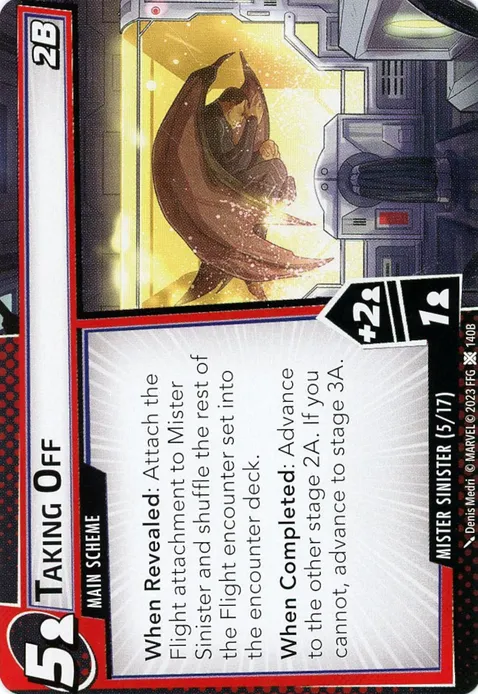 5
TAKING OFF
2B
MAIN SCHEME
When Revealed: Attach the
Flight attachment to Mister
Sinister and shuffle the rest of
the Flight encounter set into
the encounter deck.
When Completed: Advance
to the other stage 2A. If you
cannot, advance to stage 3A.
+2
1
MISTER SINISTER (5/17)
Denis Medri © MARVEL © 2023 FFG 140B